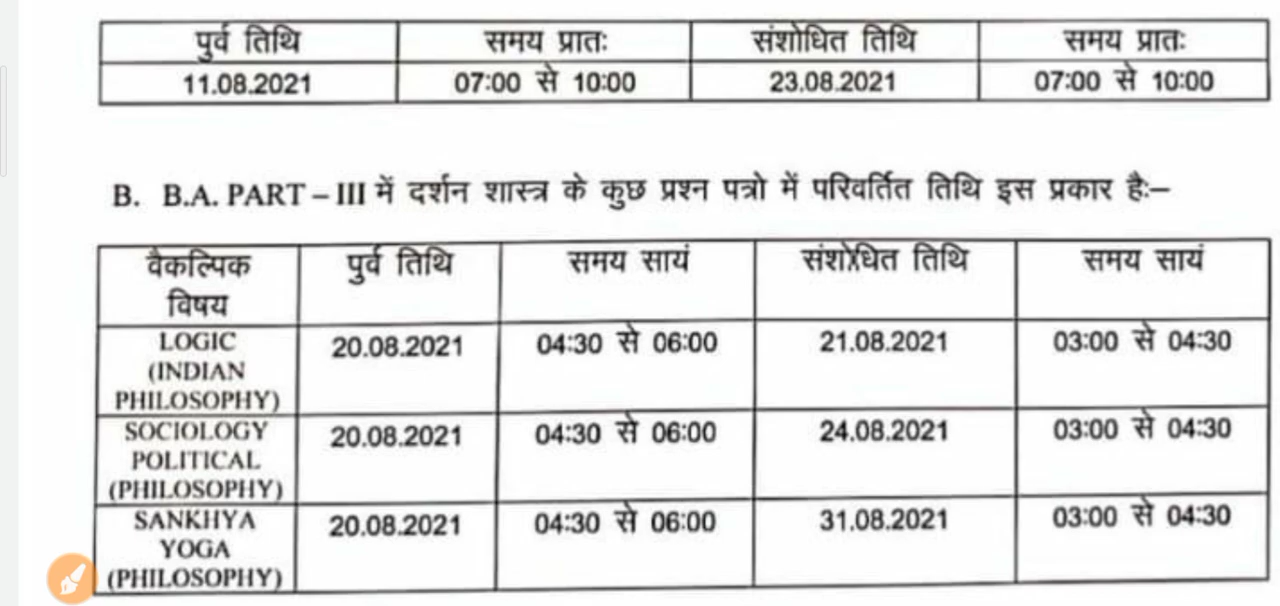 पुर्व तिथि समय प्रातः संशोधित तिथि समय प्रातः
11.08.2021 07:00 से 10:00 23.08.2021 07:00 से 10:00
B. B.A. PART – III में दर्शन शास्त्र के कुछ प्रश्न पत्रो में परिवर्तित तिथि इस प्रकार हैः–
वैकल्पिक पुर्व तिथि समय सायं संशोधित तिथि समय सायं
विषय
LOGIC 20.08.2021 04:30 से 06:00 21.08.2021 03:00 से 04:30
(INDIAN
PHILOSOPHY)
SOCIOLOGY 20.08.2021 04:30 से 06:00 24.08.2021 03:00 से 04:30
POLITICAL
(PHILOSOPHY)
SANKHYA 20.08.2021 04:30 से 06:00 31.08.2021 03:00 से 04:30
YOGA
(PHILOSOPHY)